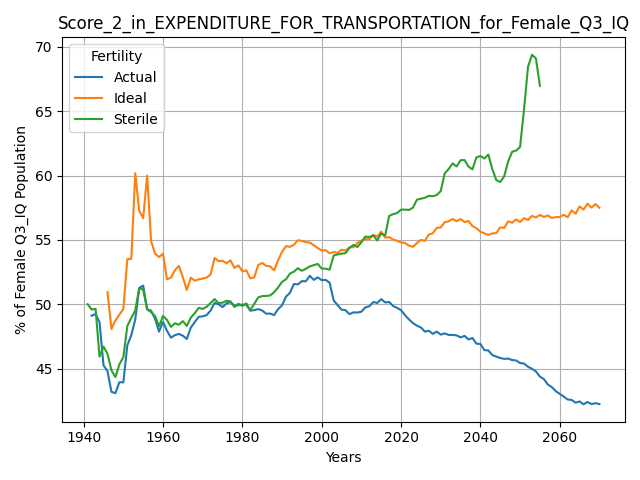 Score_2_in_EXPENDITURE_FOR_TRANSPORTATION_for_Female_Q3_IQ
Fertility
Actual
Ideal
Sterile
% of Female Q3_IQ Population
70
65
60
55
50
45
1940
1960
1980
2000
2020
2040
2060
Years